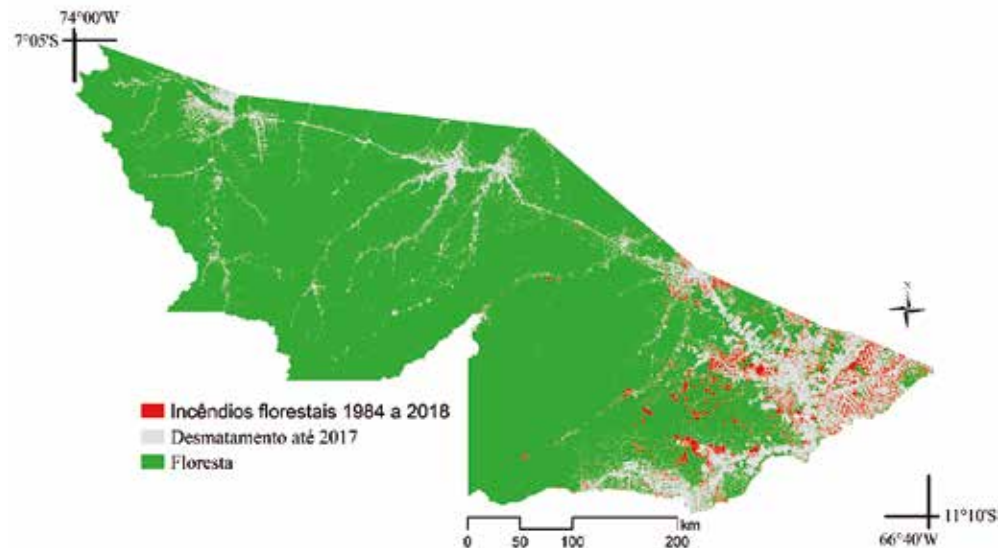 74°00'W
7°05'S
Incêndios florestais 1984 a 2018
Desmatamento até 2017
Floresta
km
0 50 100 200
11°10'S
66°40'W